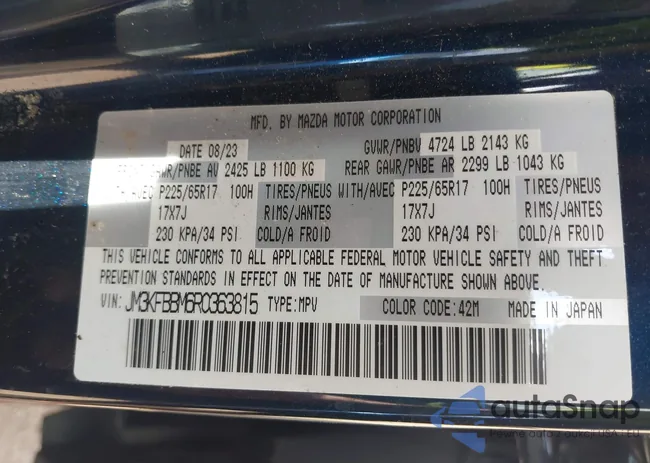 MFD. BY MAZDA MOTOR CORPORATION
DATE 08/23 GVWR/PNBV 4724 LB 2143 KG
GAWR/PNBE AV 2425 LB 1100 KG REAR GAWR/PNBE AR 2299 LB 1043 KG
P225/65R17 100H TIRES/PNEUS WITH/AVEC P225/65R17 100H TIRES/PNEUS
17X7J RIMS/JANTES 17X7J RIMS/JANTES
230 KPA/34 PSI COLD/A FROID 230 KPA/34 PSI COLD/A FROID
THIS VEHICLE CONFORMS TO ALL APPLICABLE FEDERAL MOTOR VEHICLE SAFETY AND THEFT
PREVENTION STANDARDS IN EFFECT ON THE DATE OF MANUFACTURE SHOWN ABOVE.
VIN: JM3KFBBM6R0363815 TYPE:MPV COLOR CODE:42M MADE IN JAPAN
autoSnap